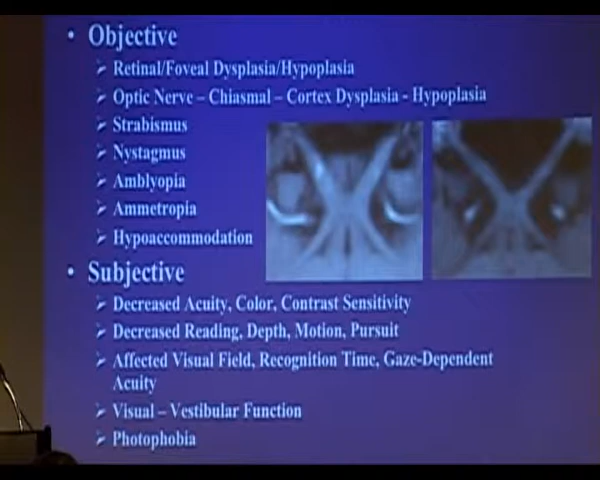 • Objective
➢ Retinal/Foveal Dysplasia/Hypoplasia
➢ Optic Nerve – Chiasmal – Cortex Dysplasia - Hypoplasia
➢ Strabismus
➢ Nystagmus
➢ Amblyopia
➢ Ammetropia
➢ Hypoaccommodation
• Subjective
➢ Decreased Acuity, Color, Contrast Sensitivity
➢ Decreased Reading, Depth, Motion, Pursuit
➢ Affected Visual Field, Recognition Time, Gaze-Dependent
Acuity
➢ Visual – Vestibular Function
➢ Photophobia